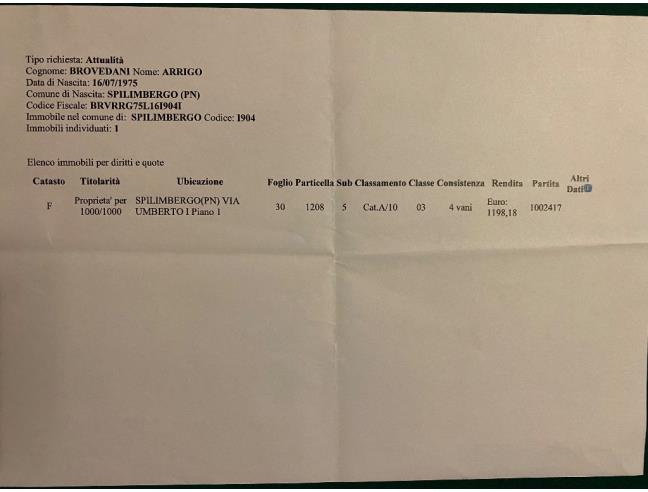 Tipo richiesta: Attualità
Cognome: BROVEDANI Nome: ARRIGO
Data di Nascita: 16/07/1975
Comune di Nascita: SPILIMBERGO (PN)
Codice Fiscale: BRVRRG75L16I904I
Immobile nel comune di: SPILIMBERGO Codice: I904
Immobili individuati: 1
Elenco immobili per diritti e quote
Catasto Titolarità Ubicazione Foglio Particella Sub Classamento Classe Consistenza Rendita Partita Altri Dati
F Proprieta' per 1000/1000 SPILIMBERGO(PN) VIA UMBERTO I Piano 1 30 1208 5 Cat.A/10 03 4 vani Euro: 1198,18 1002417